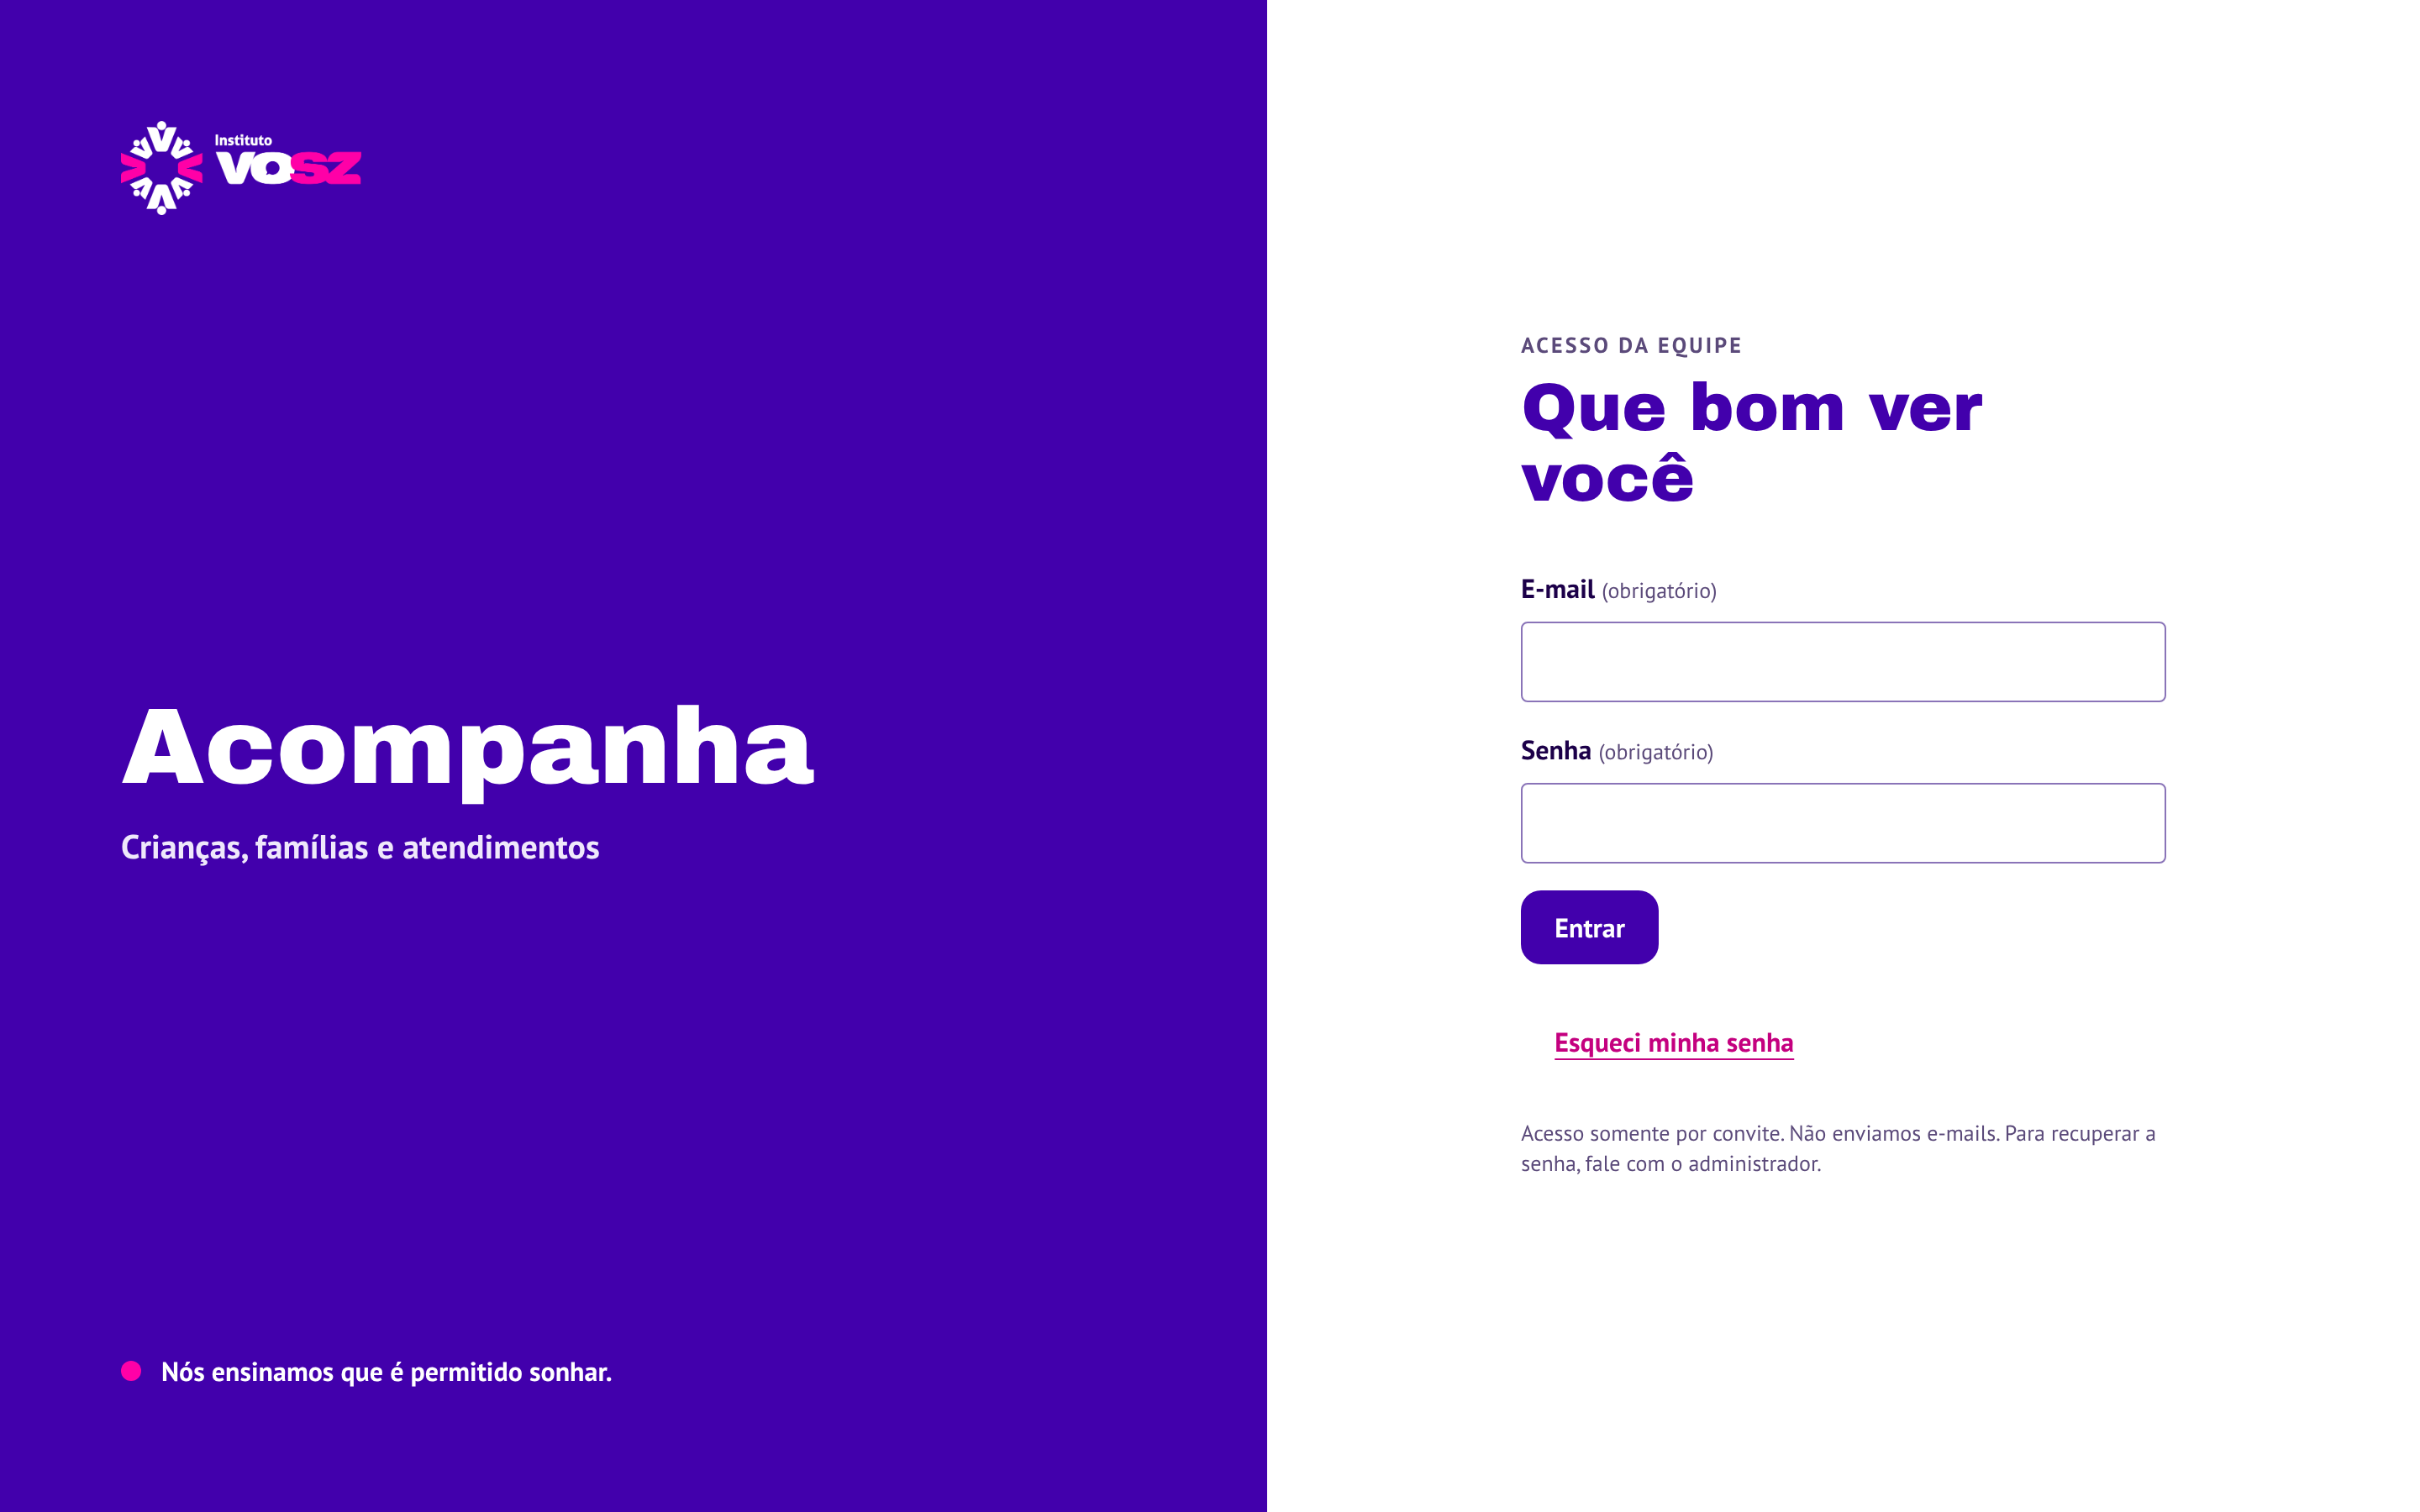 Instituto
VOSZ
Acompanha
Crianças, famílias e atendimentos
Nós ensinamos que é permitido sonhar.
ACESSO DA EQUIPE
Que bom ver
você
E-mail (obrigatório)
Senha (obrigatório)
Entrar
Esqueci minha senha
Acesso somente por convite. Não enviamos e-mails. Para recuperar a
senha, fale com o administrador.